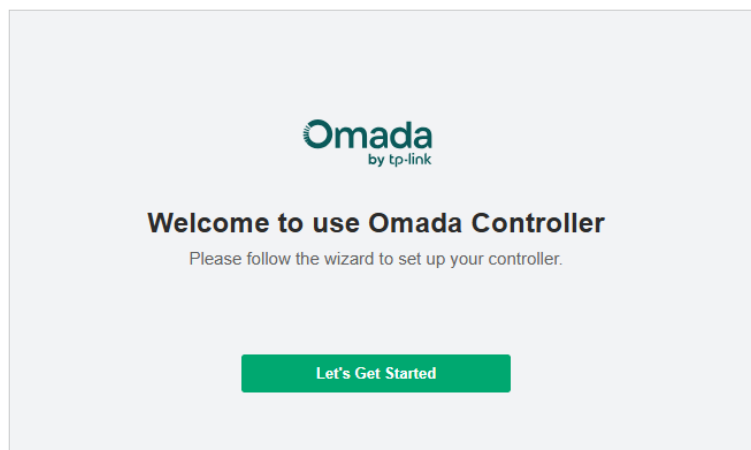 Omada
by tp-link
Welcome to use Omada Controller
Please follow the wizard to set up your controller.
Let's Get Started